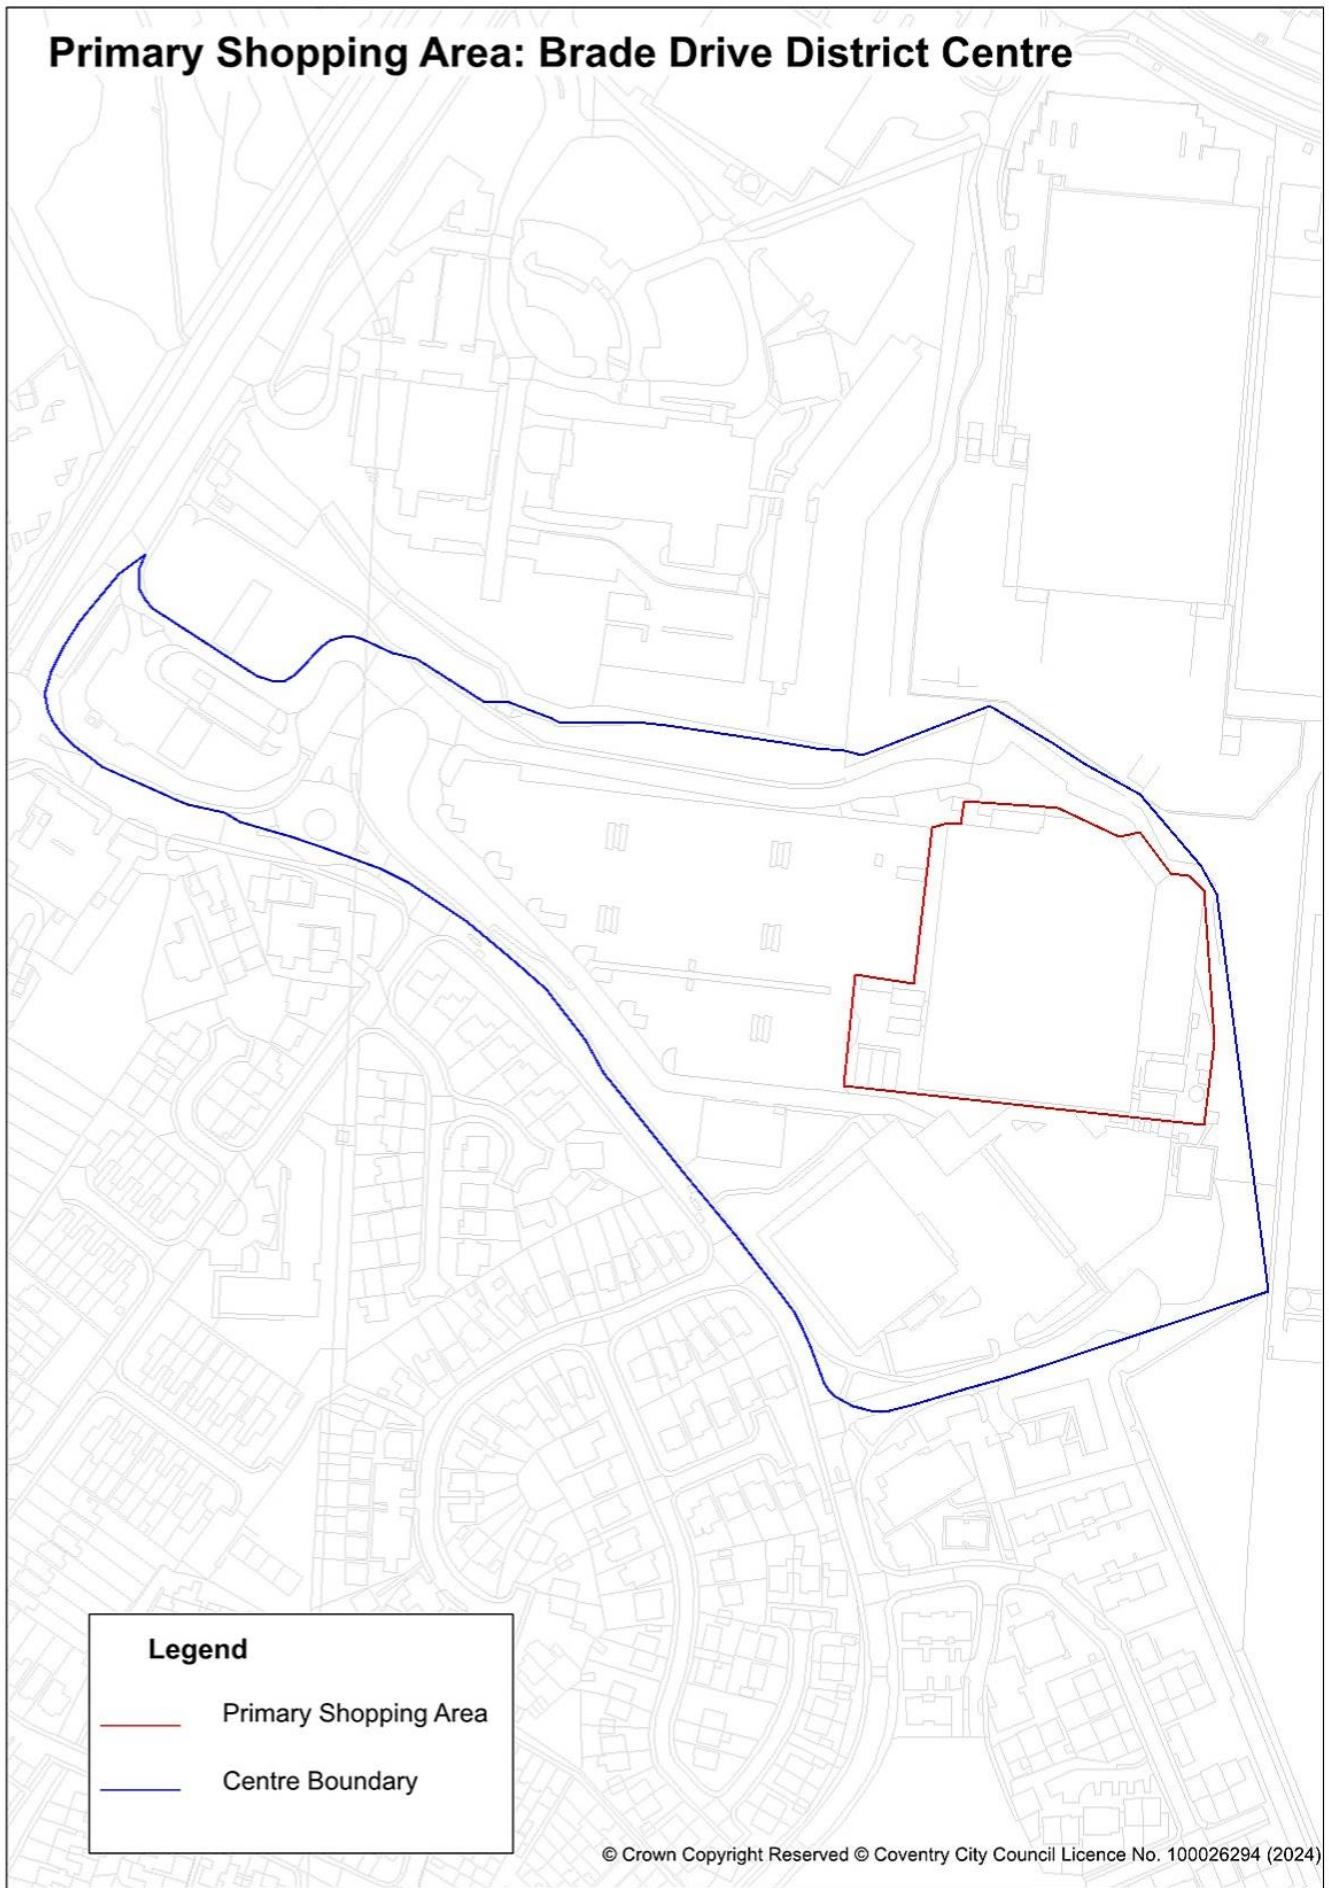 Primary Shopping Area: Brade Drive District Centre
Legend
Primary Shopping Area
Centre Boundary
© Crown Copyright Reserved © Coventry City Council Licence No. 100026294 (2024)